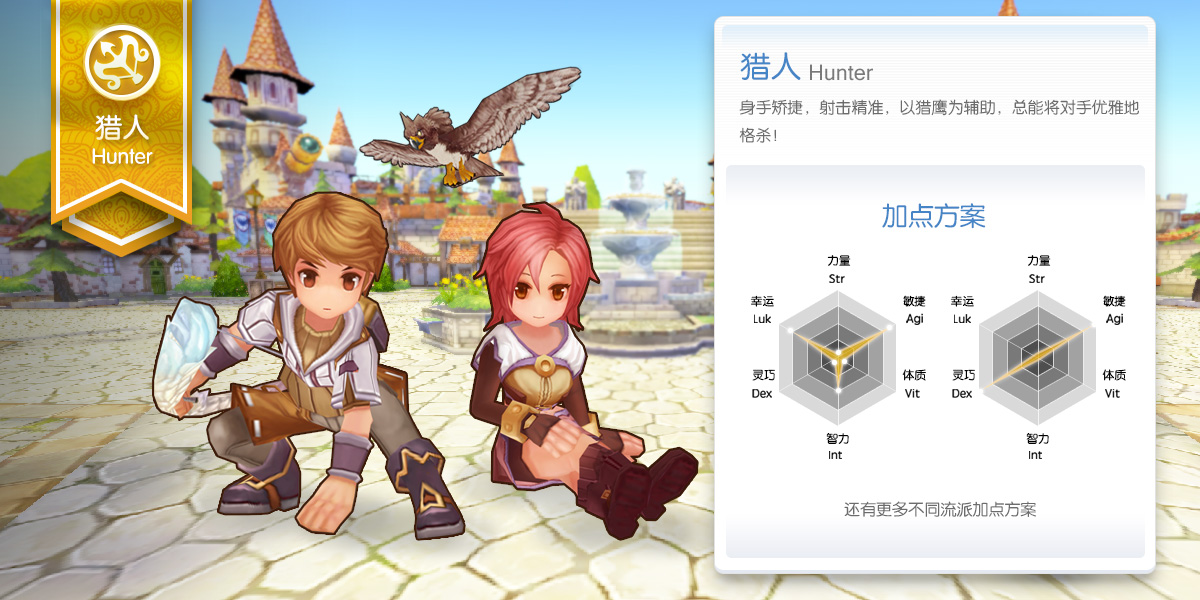 猎人
Hunter
猎人 Hunter
身手矫捷，射击精准，以猎鹰为辅助，总能将对手优雅地
格杀！
加点方案
力量
Str
幸运
Luk
敏捷
Agi
灵巧
Dex
体质
Vit
智力
Int
力量
Str
幸运
Luk
敏捷
Agi
灵巧
Dex
体质
Vit
智力
Int
还有更多不同流派加点方案